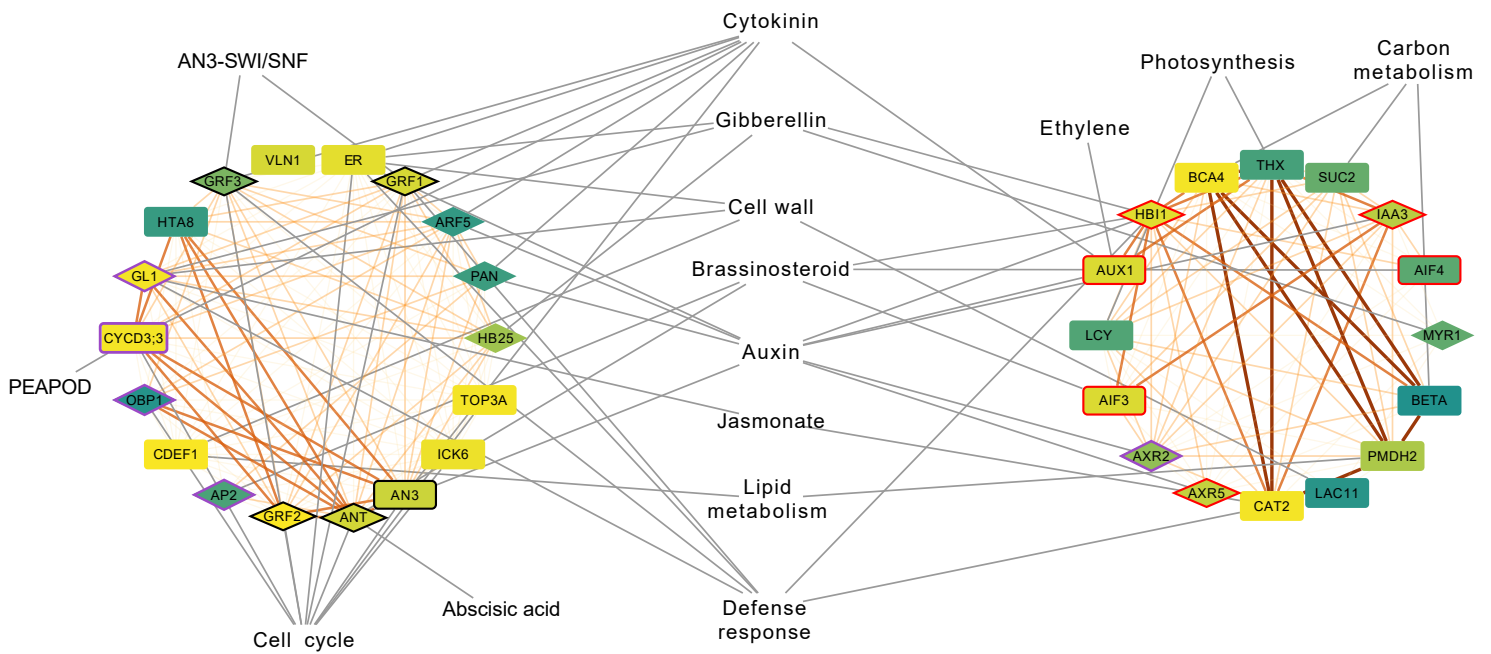 Cytokinin
AN3-SWI/SNF
Carbon
metabolism
Photosynthesis
Gibberellin
Ethylene
VLN1
ER
GRF3
GRF1
HTA8
ARF5
GL1
PAN
CYCD3;3
HB25
PEAPOD
OBP1
TOP3A
CDEF1
ICK6
AP2
AN3
GRF2
ANT
Cell cycle
Abscisic acid
Cell wall
Brassinosteroid
Auxin
Jasmonate
Lipid
metabolism
Defense
response
THX
BCA4
SUC2
HBI1
IAA3
AUX1
AIF4
LCY
MYR1
AIF3
BETA
AXR2
PMDH2
AXR5
LAC11
CAT2